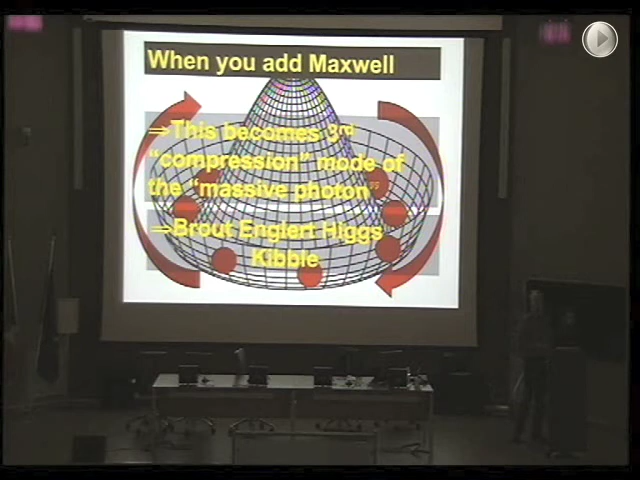 When you add Maxwell
⇒This becomes 3rd
“compression” mode of
the “massive photon”
⇒Brout Englert Higgs
Kibble